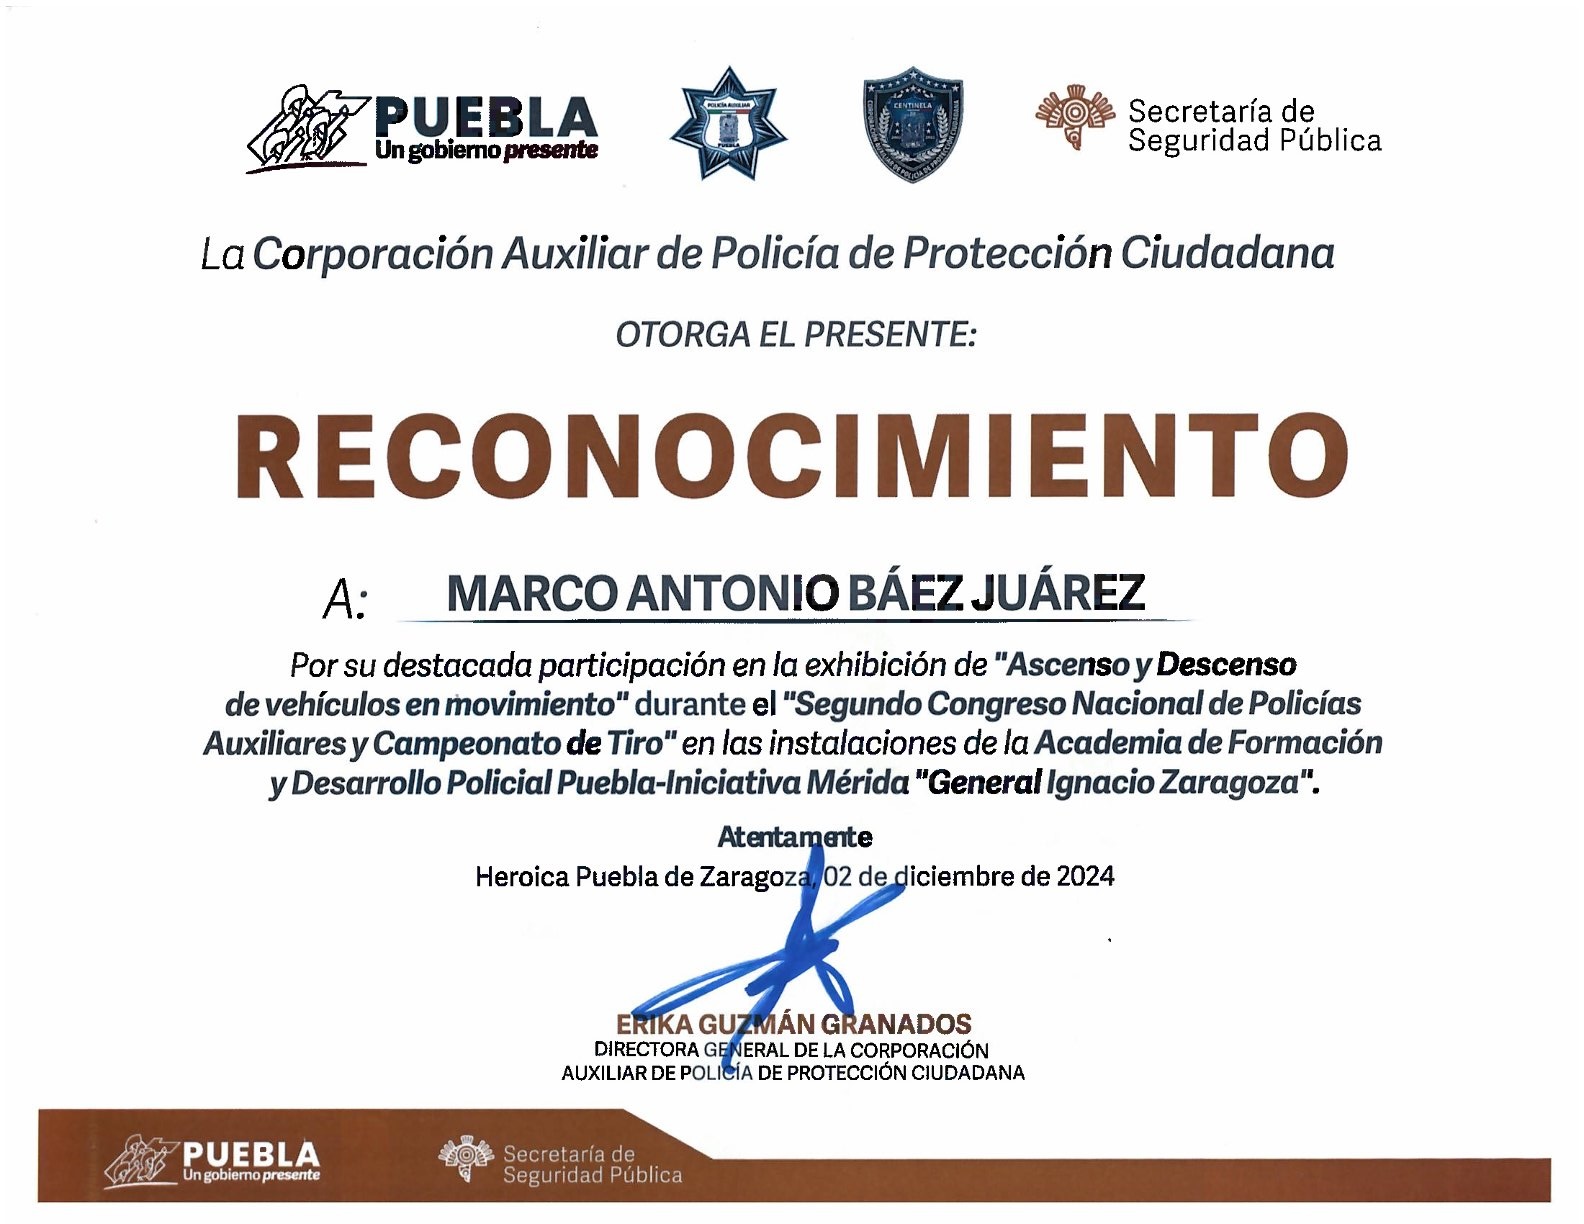 PUEBLA
Un gobierno presente
POLICÍA AUXILIAR
PUEBLA
CENTINELA
Secretaría de
Seguridad Pública
La Corporación Auxiliar de Policía de Protección Ciudadana
OTORGA EL PRESENTE:
RECONOCIMIENTO
A: MARCO ANTONIO BÁEZ JUÁREZ
Por su destacada participación en la exhibición de "Ascenso y Descenso
de vehículos en movimiento" durante el "Segundo Congreso Nacional de Policías
Auxiliares y Campeonato de Tiro" en las instalaciones de la Academia de Formación
y Desarrollo Policial Puebla-Iniciativa Mérida "General Ignacio Zaragoza".
Atentamente
Heroica Puebla de Zaragoza, 02 de diciembre de 2024
ERIKA GUZMÁN GRANADOS
DIRECTORA GENERAL DE LA CORPORACIÓN
AUXILIAR DE POLICÍA DE PROTECCIÓN CIUDADANA
PUEBLA
Un gobierno presente
Secretaría de
Seguridad Pública